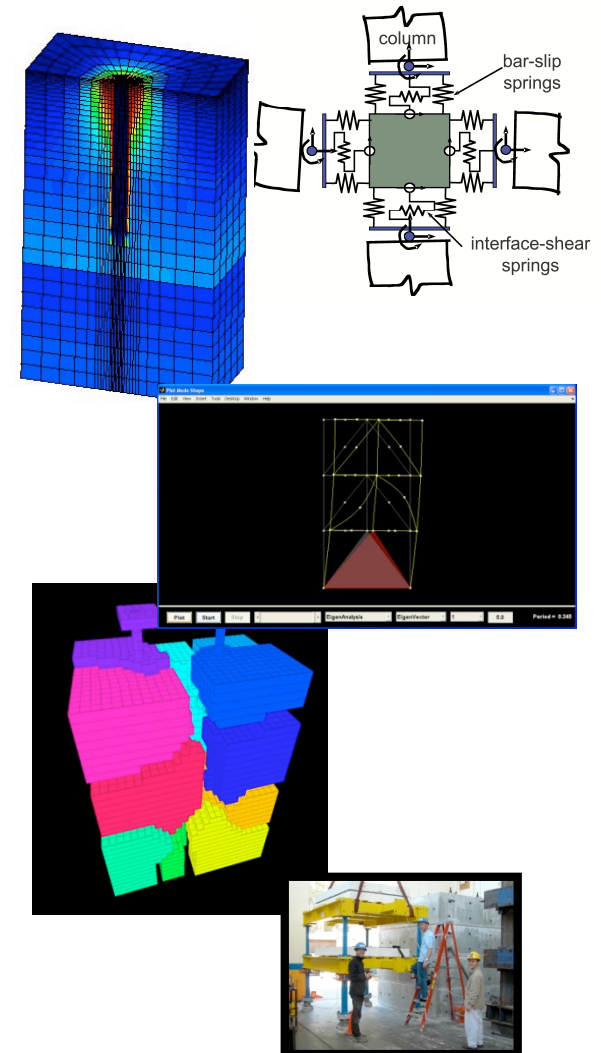 column
bar-slip
springs
interface-shear
springs
Plot Mode Shape
File Edit View Insert Tools Desktop Window Help
Plot
Start
Stop
EigenAnalysis
EigenVector
1
5.0
Period = 0.345